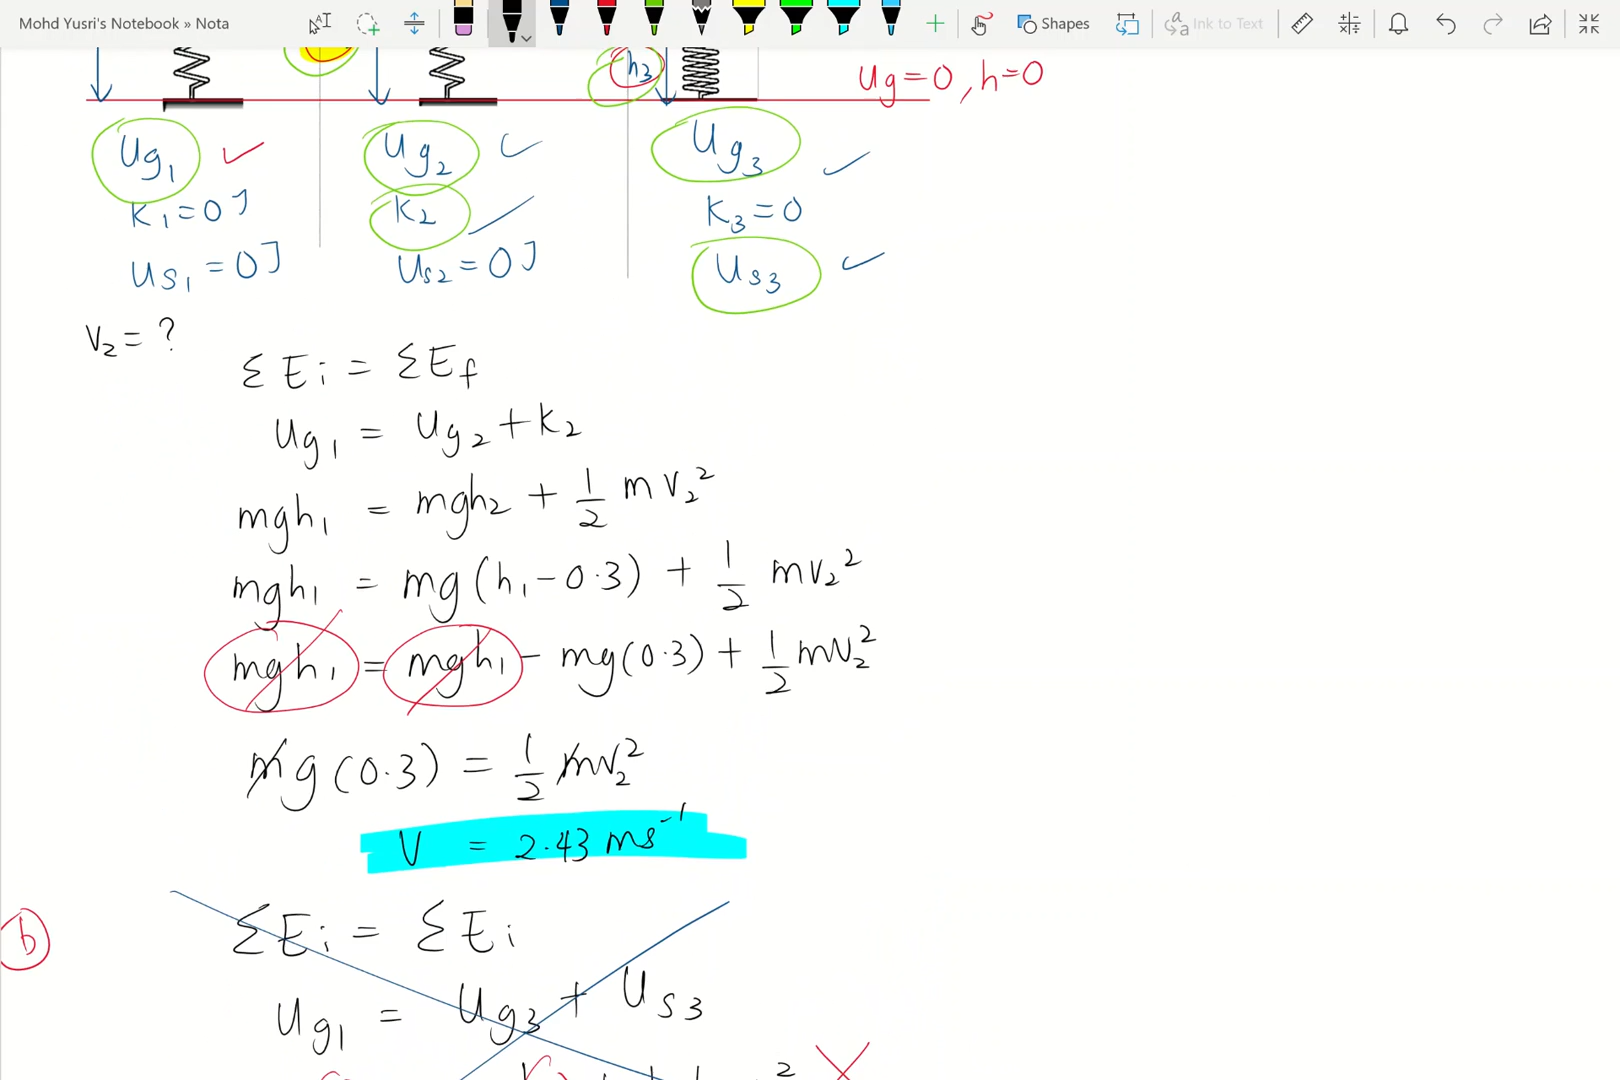 Mohd Yusri's Notebook » Nota
Shapes
Ink to Text
h₃
Ug=0, h=0
Ug₁
Ug₂
Ug₃
K₁=0J
K₂
K₃=0
Us₁=0J
Us₂=0J
Us₃
V₂=?
ΣEi = ΣEf
Ug₁ = Ug₂+K₂
mgh₁ = mgh₂ + 1/2 mV₂²
mgh₁ = mg(h₁-0.3) + 1/2 mv₂²
mgh₁ = mgh₁ - mg(0.3) + 1/2 mV₂²
mg(0.3) = 1/2 mv₂²
V = 2.43 ms⁻¹
b
ΣEi = ΣEi
Ug₁ = Ug₃ + Us₃